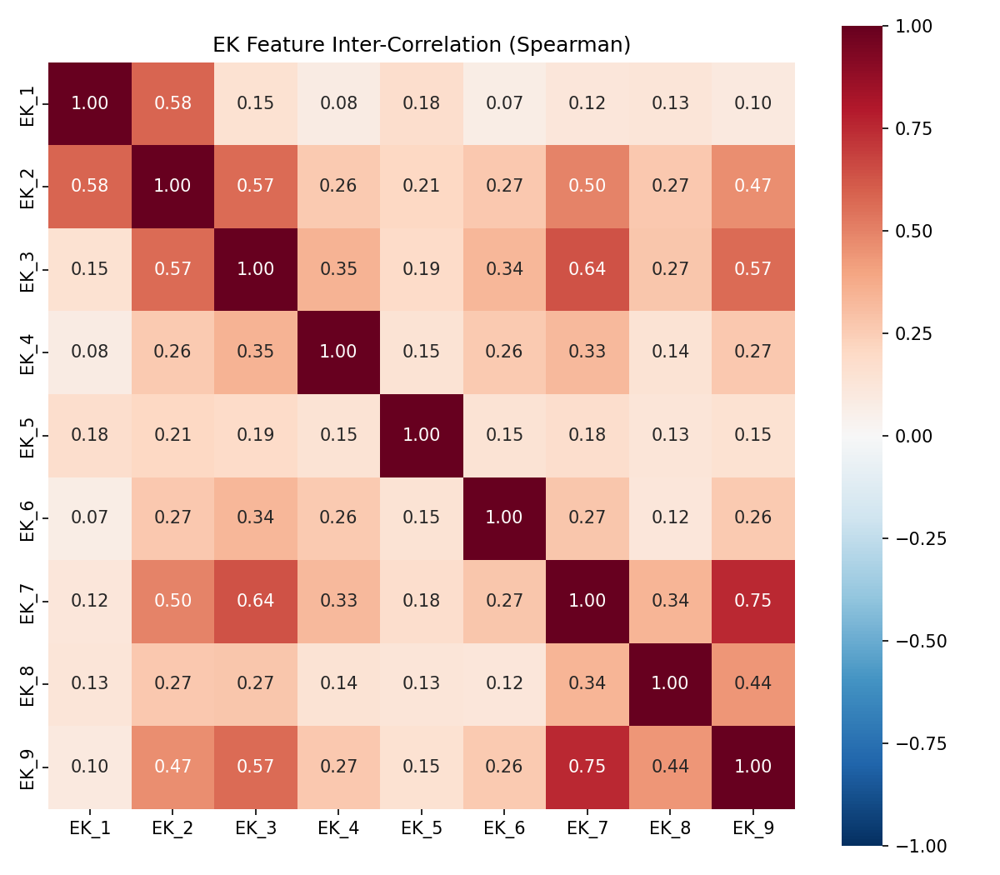 EK Feature Inter-Correlation (Spearman)
EK_1 1.00 0.58 0.15 0.08 0.18 0.07 0.12 0.13 0.10
EK_2 0.58 1.00 0.57 0.26 0.21 0.27 0.50 0.27 0.47
EK_3 0.15 0.57 1.00 0.35 0.19 0.34 0.64 0.27 0.57
EK_4 0.08 0.26 0.35 1.00 0.15 0.26 0.33 0.14 0.27
EK_5 0.18 0.21 0.19 0.15 1.00 0.15 0.18 0.13 0.15
EK_6 0.07 0.27 0.34 0.26 0.15 1.00 0.27 0.12 0.26
EK_7 0.12 0.50 0.64 0.33 0.18 0.27 1.00 0.34 0.75
EK_8 0.13 0.27 0.27 0.14 0.13 0.12 0.34 1.00 0.44
EK_9 0.10 0.47 0.57 0.27 0.15 0.26 0.75 0.44 1.00
EK_1 EK_2 EK_3 EK_4 EK_5 EK_6 EK_7 EK_8 EK_9
1.00
0.75
0.50
0.25
0.00
−0.25
−0.50
−0.75
−1.00